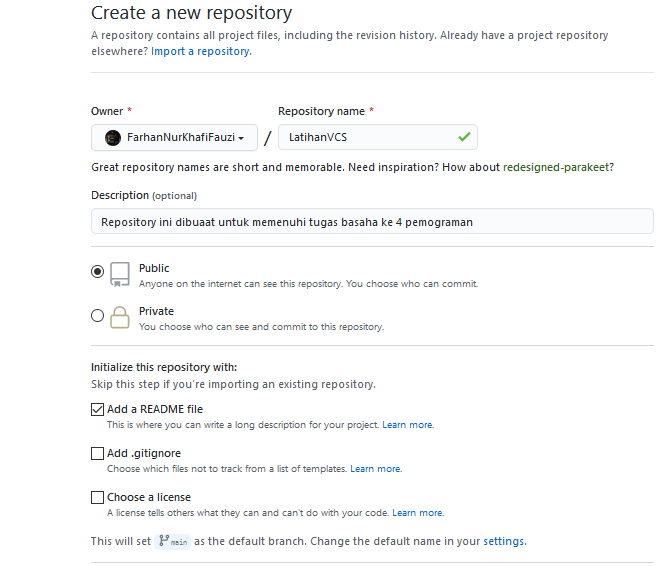 Create a new repository
A repository contains all project files, including the revision history. Already have a project repository
elsewhere? Import a repository.
Owner *
Repository name *
FarhanNurKhafiFauzi
/
LatihanVCS
Great repository names are short and memorable. Need inspiration? How about redesigned-parakeet?
Description (optional)
Repository ini dibuaat untuk memenuhi tugas basaha ke 4 pemograman
Public
Anyone on the internet can see this repository. You choose who can commit.
Private
You choose who can see and commit to this repository.
Initialize this repository with:
Skip this step if you're importing an existing repository.
Add a README file
This is where you can write a long description for your project. Learn more.
Add .gitignore
Choose which files not to track from a list of templates. Learn more.
Choose a license
A license tells others what they can and can't do with your code. Learn more.
This will set main as the default branch. Change the default name in your settings.